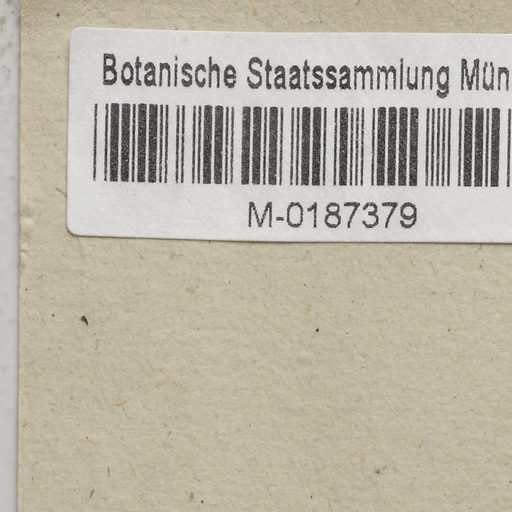 Botanische Staatssammlung Mün
M-0187379